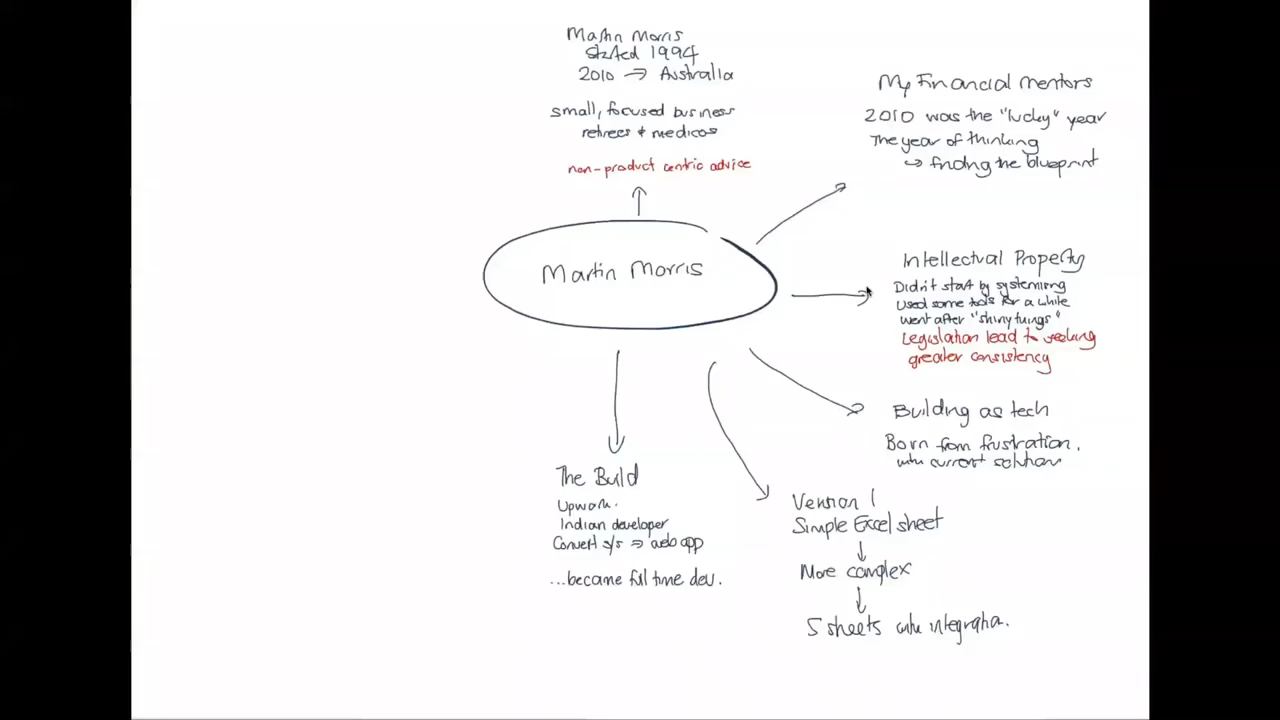 Martin Morris
started 1994
2010 → Australia
small, focused business
retirees + medicos
non-product centric advice
My Financial mentors
2010 was the "lucky" year
The year of thinking
↳ finding the blueprint
Martin Morris
Intellectual Property
Didn't start by systemising
Used some tools for a while
went after "shiny things"
Legislation lead to seeking
greater consistency
Building as tech
Born from frustration.
with current solution
Version 1
Simple Excel sheet
↓
More complex
↓
5 sheets with integration.
The Build
Upwork.
Indian developer
Convert s/s ⇒ web app
...became full time dev.